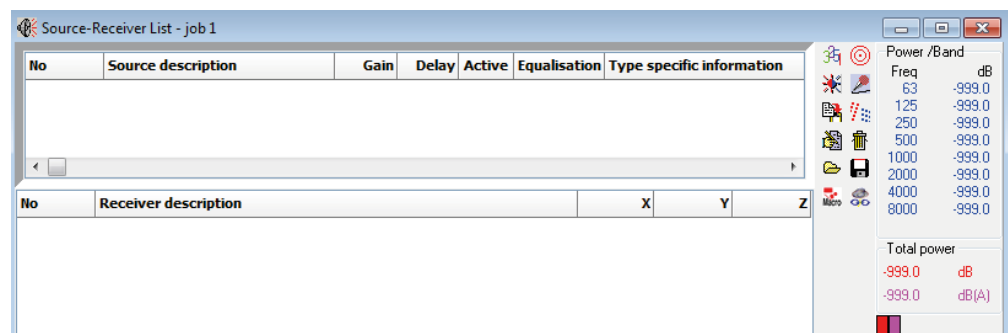 Source-Receiver List - job 1
No Source description Gain Delay Active Equalisation Type specific information
No Receiver description X Y Z
Macro
Power /Band
Freq dB
63 -999.0
125 -999.0
250 -999.0
500 -999.0
1000 -999.0
2000 -999.0
4000 -999.0
8000 -999.0
Total power
-999.0 dB
-999.0 dB(A)